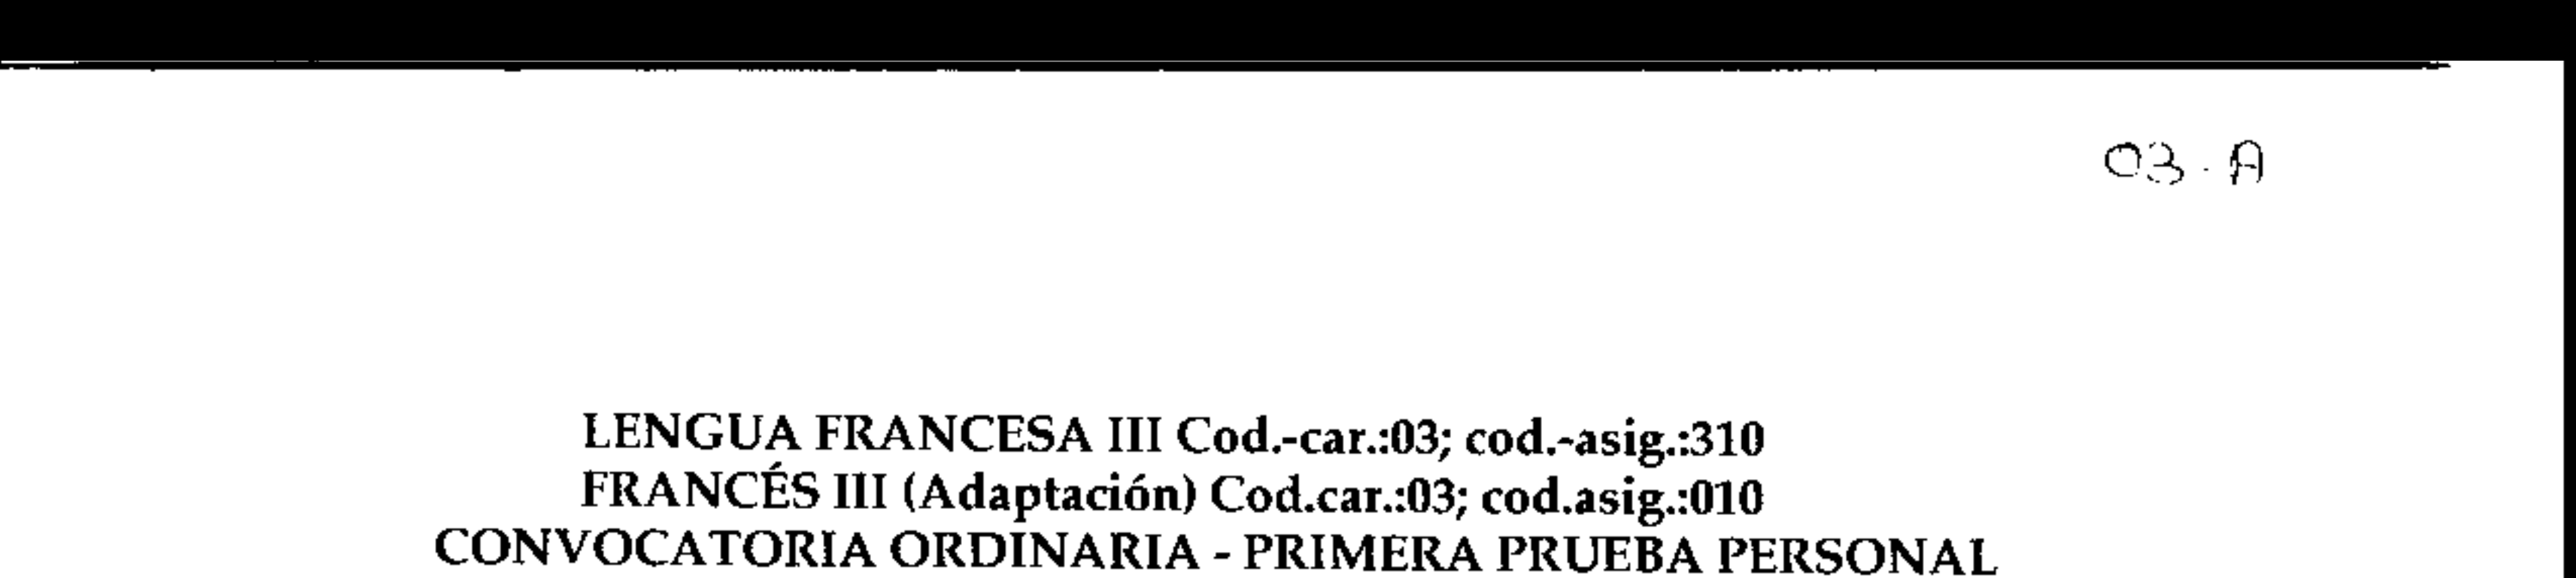 03. A
LENGUA FRANCESA III Cod.-car.:03; cod.-asig.:310
FRANCÉS III (Adaptación) Cod.car.:03; cod.asig.:010
CONVOCATORIA ORDINARIA - PRIMERA PRUEBA PERSONAL